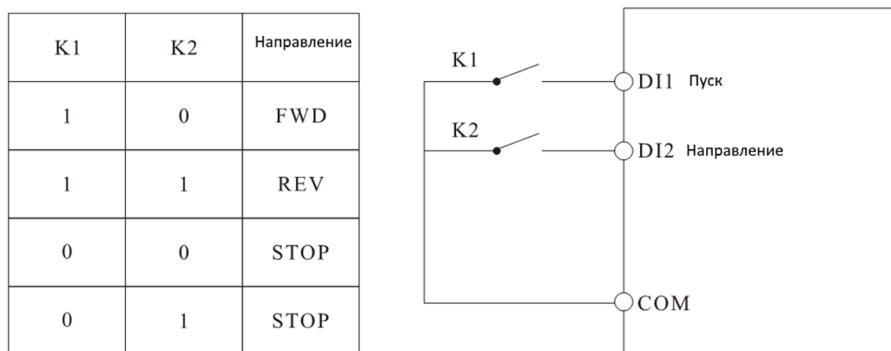 K1 K2 Направление
1 0 FWD
1 1 REV
0 0 STOP
0 1 STOP
K1
DI1 Пуск
K2
DI2 Направление
COM